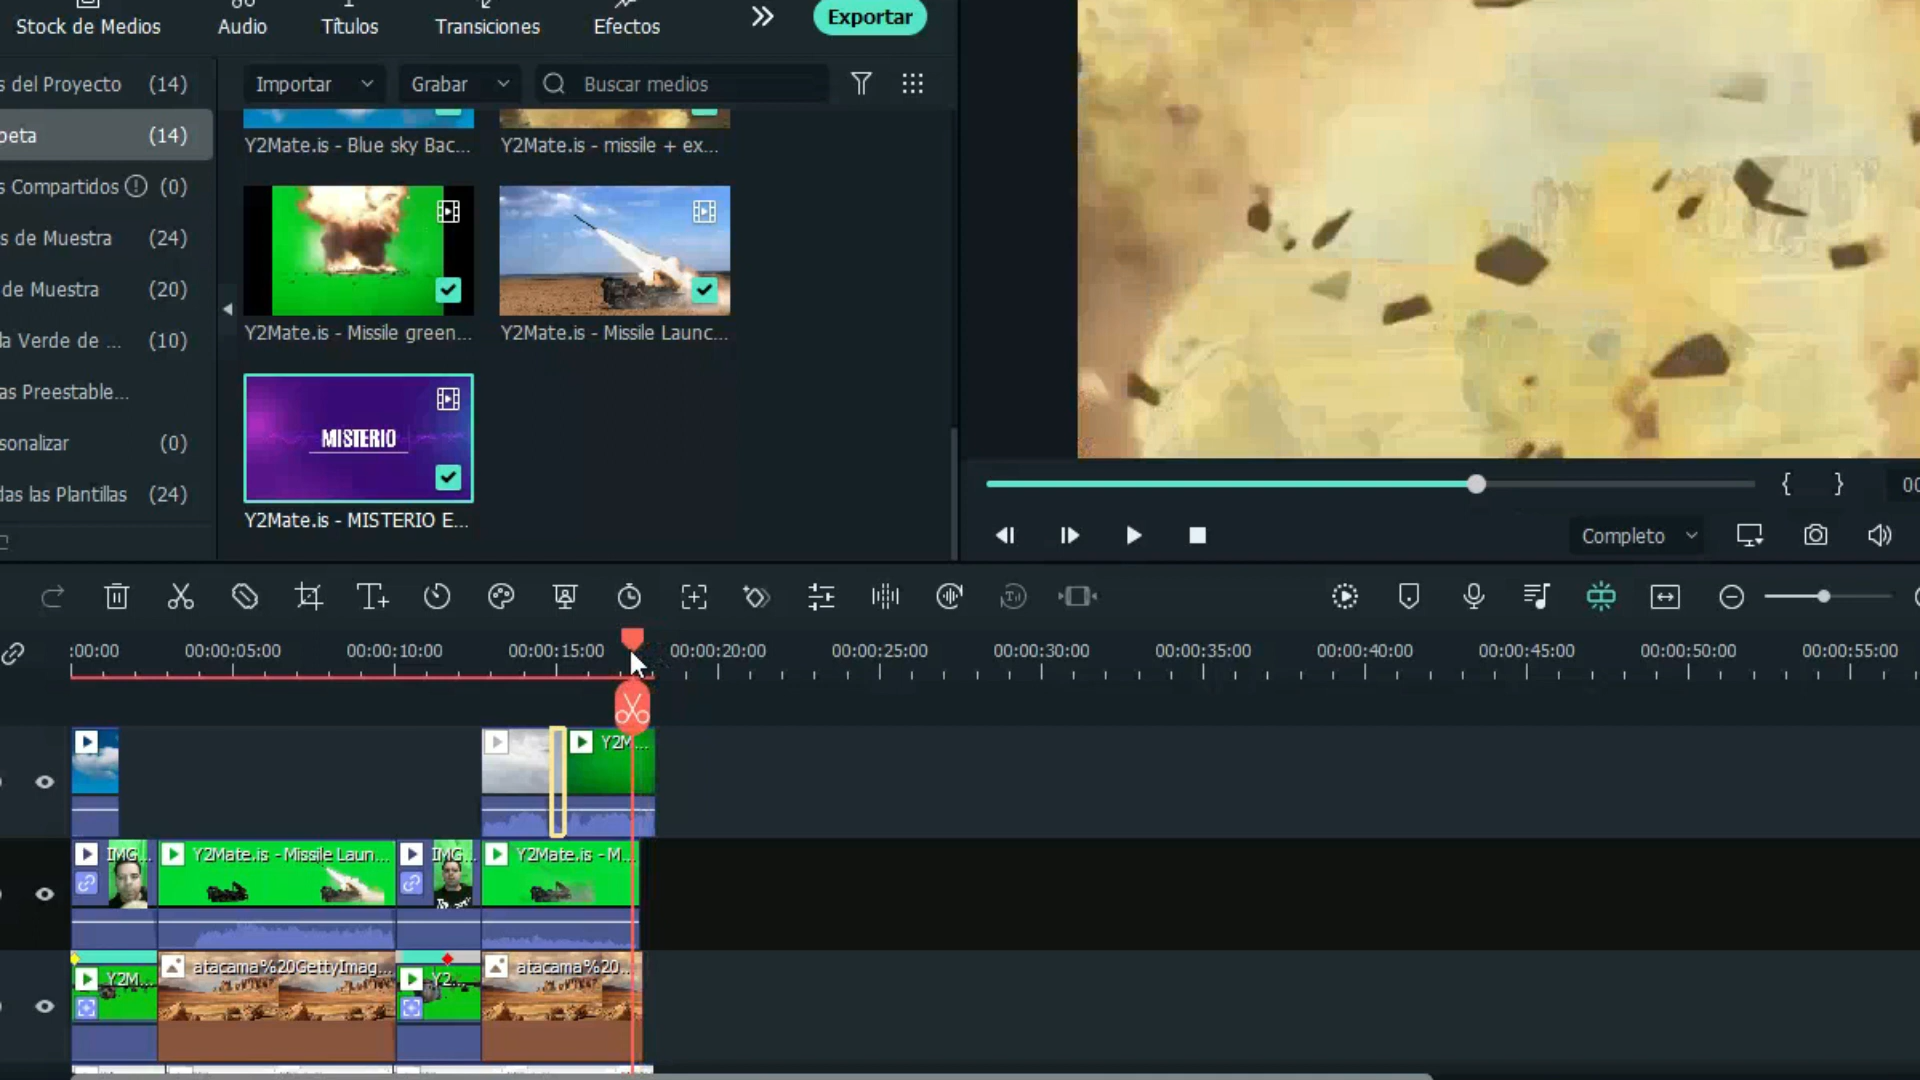 Stock de Medios
Audio
Títulos
Transiciones
Efectos
Exportar
s del Proyecto (14)
peta (14)
s Compartidos (0)
s de Muestra (24)
de Muestra (20)
la Verde de ... (10)
as Preestable...
sonalizar (0)
das las Plantillas (24)
Importar
Grabar
Buscar medios
Y2Mate.is - Blue sky Bac...
Y2Mate.is - missile + ex...
Y2Mate.is - Missile green...
Y2Mate.is - Missile Launc...
MISTERIO
Y2Mate.is - MISTERIO E...
{ }
00
Completo
:00:00
00:00:05:00
00:00:10:00
00:00:15:00
00:00:20:00
00:00:25:00
00:00:30:00
00:00:35:00
00:00:40:00
00:00:45:00
00:00:50:00
00:00:55:00
Y2M...
IMG...
Y2Mate.is - Missile Laun...
IMG...
Y2Mate.is - M...
Y2M...
atacama%20GettyImag...
Y2...
atacama%20...